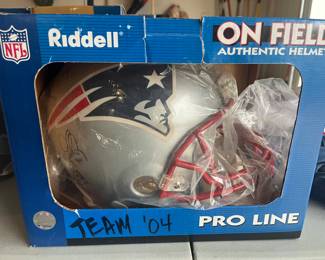 NFL
Riddell
ON FIELD
AUTHENTIC HELMET
TEAM '04
PRO LINE